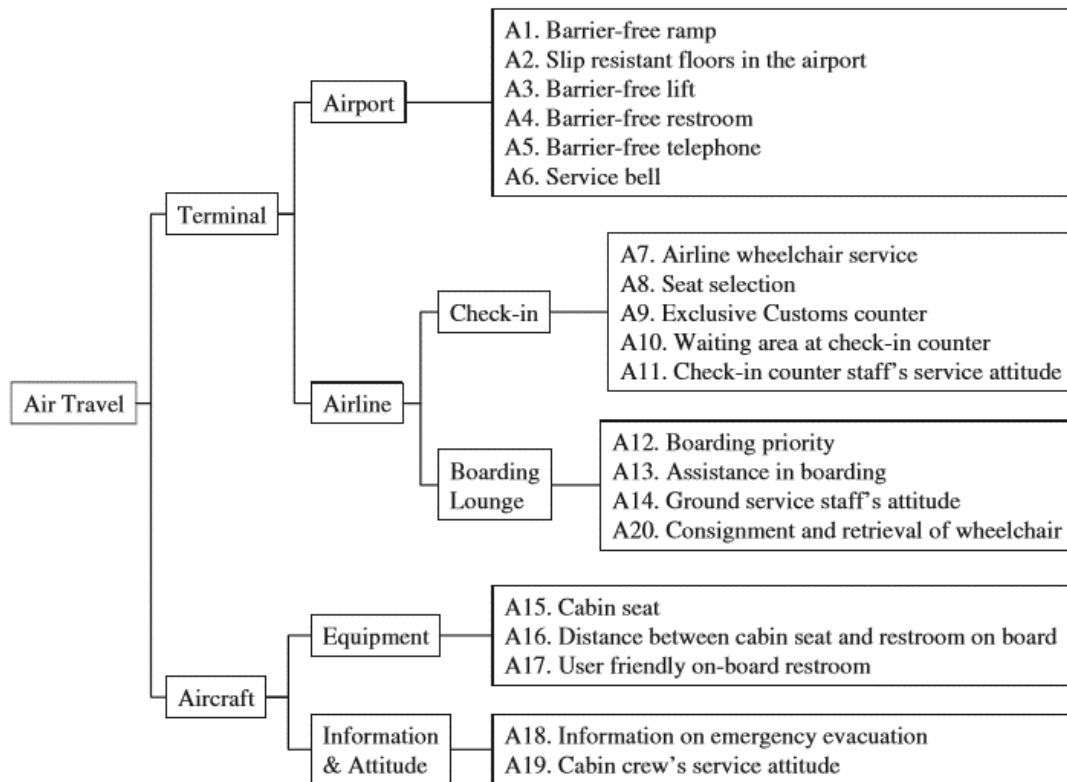 A1. Barrier-free ramp
A2. Slip resistant floors in the airport
A3. Barrier-free lift
A4. Barrier-free restroom
A5. Barrier-free telephone
A6. Service bell
Airport
Terminal
A7. Airline wheelchair service
A8. Seat selection
A9. Exclusive Customs counter
A10. Waiting area at check-in counter
A11. Check-in counter staff's service attitude
Check-in
Air Travel
Airline
Boarding
Lounge
A12. Boarding priority
A13. Assistance in boarding
A14. Ground service staff's attitude
A20. Consignment and retrieval of wheelchair
Equipment
A15. Cabin seat
A16. Distance between cabin seat and restroom on board
A17. User friendly on-board restroom
Aircraft
Information
& Attitude
A18. Information on emergency evacuation
A19. Cabin crew's service attitude